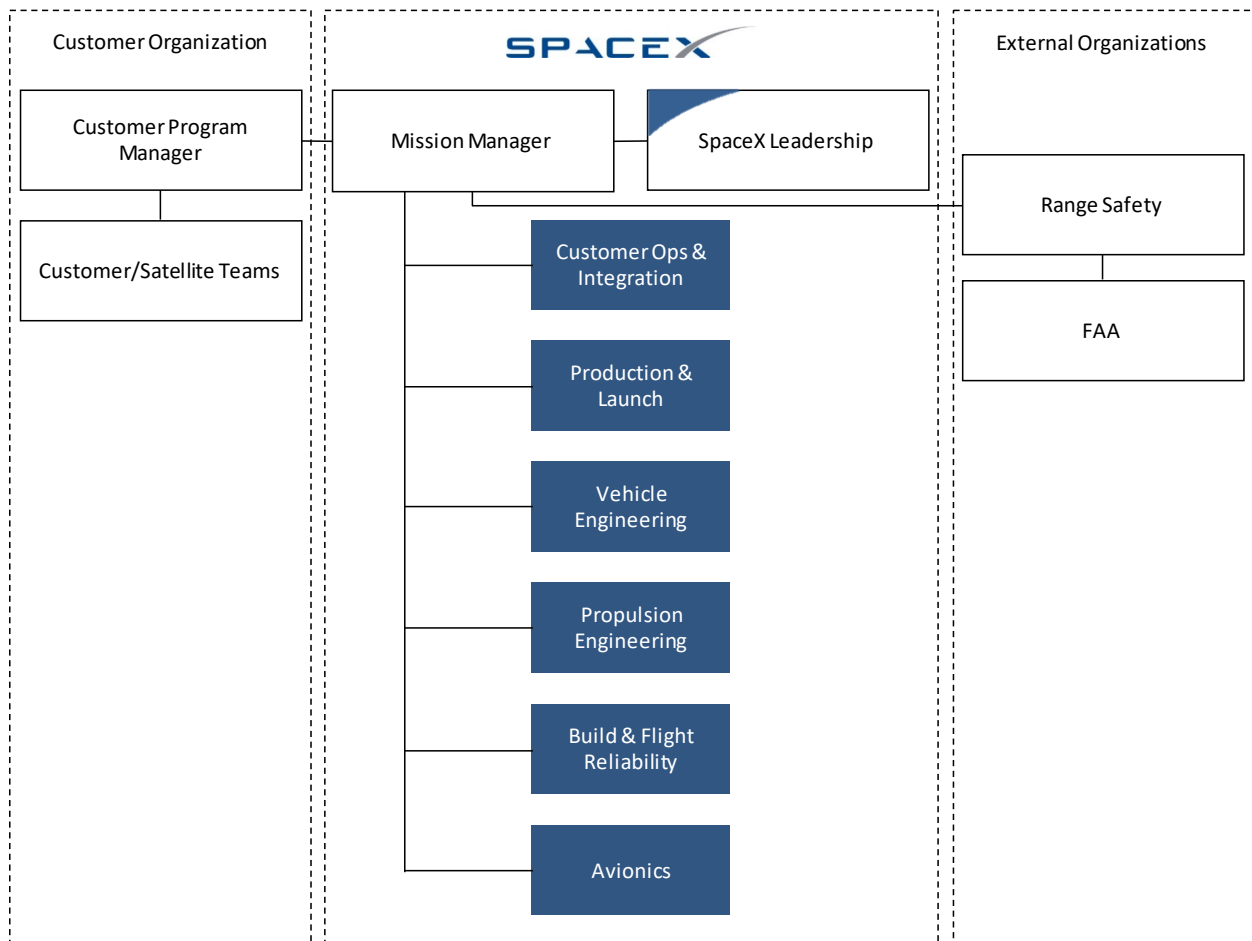 Customer Organization
SPACEX
External Organizations
Customer Program
Manager
Mission Manager
SpaceX Leadership
Range Safety
Customer/Satellite Teams
Customer Ops &
Integration
FAA
Production &
Launch
Vehicle
Engineering
Propulsion
Engineering
Build & Flight
Reliability
Avionics